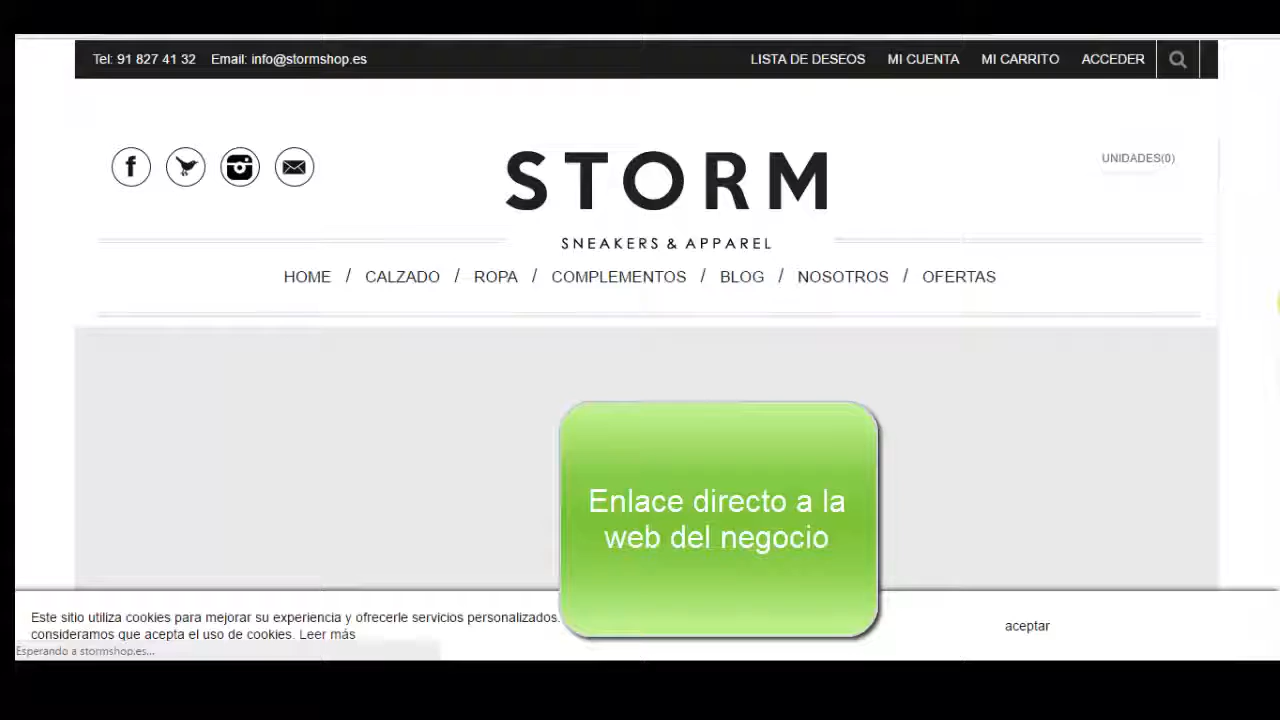 Tel: 91 827 41 32 Email: info@stormshop.es LISTA DE DESEOS MI CUENTA MI CARRITO ACCEDER
UNIDADES(0)
STORM
SNEAKERS & APPAREL
HOME / CALZADO / ROPA / COMPLEMENTOS / BLOG / NOSOTROS / OFERTAS
Enlace directo a la
web del negocio
Este sitio utiliza cookies para mejorar su experiencia y ofrecerle servicios personalizados.
consideramos que acepta el uso de cookies. Leer más
aceptar
Esperando a stormshop.es...